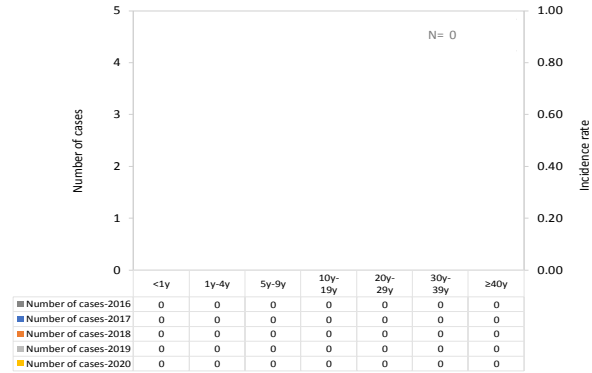 5 1.00
N= 0
4 0.80
3 0.60
2 0.40
1 0.20
0 0.00
Number of cases
Incidence rate
<1y 1y-4y 5y-9y 10y-19y 20y-29y 30y-39y ≥40y
Number of cases-2016 0 0 0 0 0 0 0
Number of cases-2017 0 0 0 0 0 0 0
Number of cases-2018 0 0 0 0 0 0 0
Number of cases-2019 0 0 0 0 0 0 0
Number of cases-2020 0 0 0 0 0 0 0